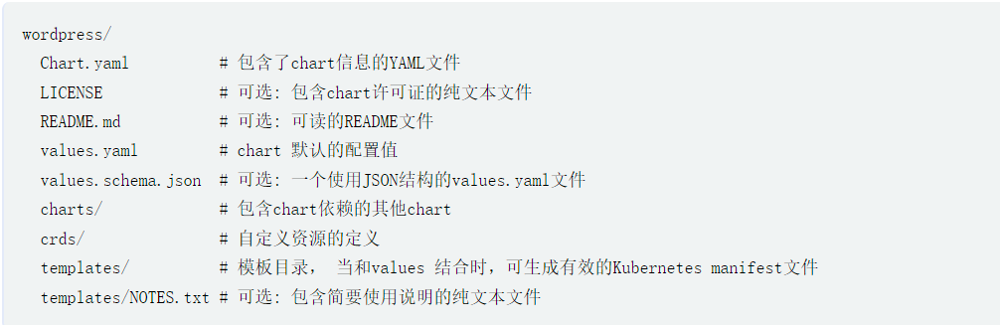 wordpress/
  Chart.yaml          # 包含了chart信息的YAML文件
  LICENSE             # 可选: 包含chart许可证的纯文本文件
  README.md           # 可选: 可读的README文件
  values.yaml         # chart 默认的配置值
  values.schema.json  # 可选: 一个使用JSON结构的values.yaml文件
  charts/             # 包含chart依赖的其他chart
  crds/               # 自定义资源的定义
  templates/          # 模板目录， 当和values 结合时，可生成有效的Kubernetes manifest文件
  templates/NOTES.txt # 可选: 包含简要使用说明的纯文本文件